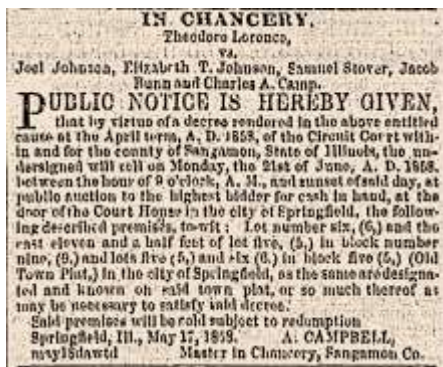 IN CHANCERY.
Theodore Lorence,
vs.
Joel Johnson, Elizabeth T. Johnson, Samuel Stover, Jacob
Bunn and Charles A. Camp.
PUBLIC NOTICE IS HEREBY GIVEN,
that by virtue of a decree rendered in the above entitled
cause at the April term, A. D. 1858, of the Circuit Court with-
in and for the county of Sangamon, State of Illinois, the un-
dersigned will sell on Monday, the 21st of June, A. D. 1858,
between the hour of 9 o'clock, A. M., and sunset of said day, at
public auction to the highest bidder for cash in hand, at the
door of the Court House in the city of Springfield, the follow-
ing described premises, to-wit: Lot number six, (6,) and the
east eleven and a half feet of lot five, (5,) in block number
nine, (9,) and lots five (5,) and six (6,) in block five (5,) (Old
Town Plat,) in the city of Springfield, as the same are designa-
ted and known on said town plat, or so much thereof as
may be necessary to satisfy said decree.
Said premises will be sold subject to redemption
Springfield, Ill., May 17, 1858. A. CAMPBELL,
may18dawtd Master in Chancery, Sangamon Co.